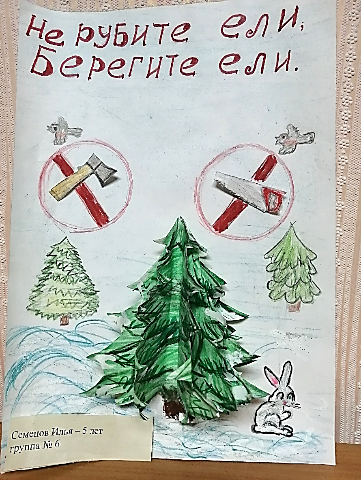 Не рубите ели,
Берегите ели.
Семенов Илья – 5 лет
группа № 6